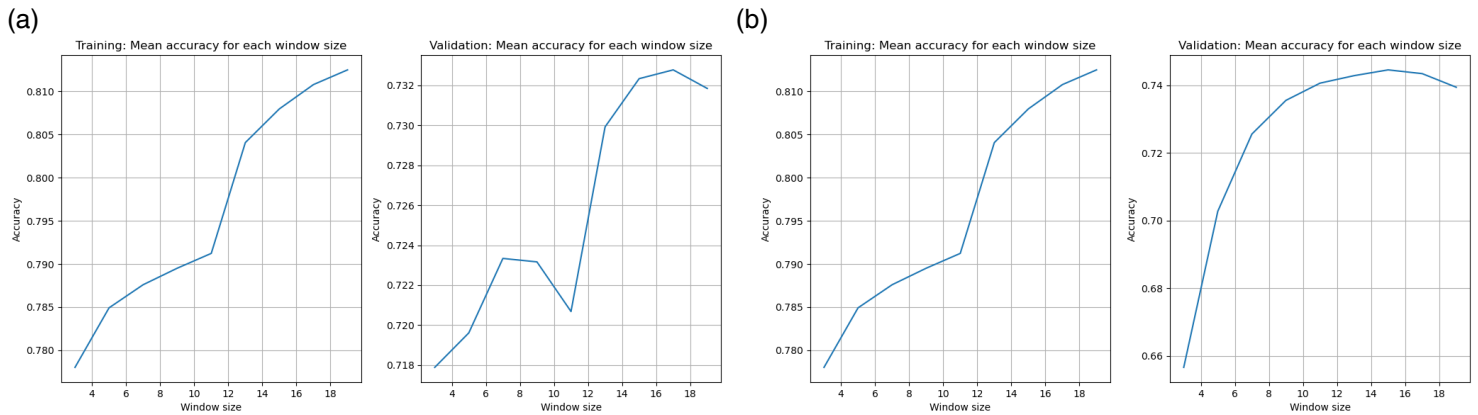 (a)
Training: Mean accuracy for each window size
Accuracy
0.810
0.805
0.800
0.795
0.790
0.785
0.780
4 6 8 10 12 14 16 18
Window size
Validation: Mean accuracy for each window size
Accuracy
0.732
0.730
0.728
0.726
0.724
0.722
0.720
0.718
4 6 8 10 12 14 16 18
Window size
(b)
Training: Mean accuracy for each window size
Accuracy
0.810
0.805
0.800
0.795
0.790
0.785
0.780
4 6 8 10 12 14 16 18
Window size
Validation: Mean accuracy for each window size
Accuracy
0.74
0.72
0.70
0.68
0.66
4 6 8 10 12 14 16 18
Window size